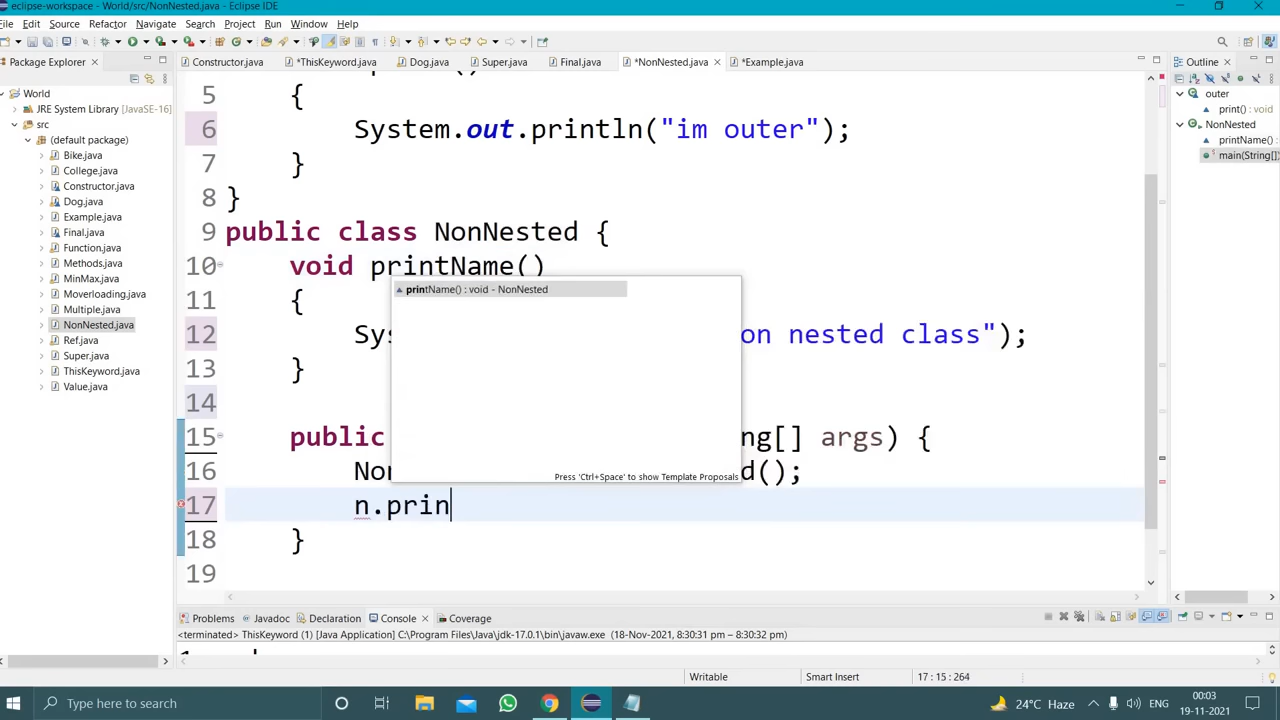 eclipse-workspace - World/src/NonNested.java - Eclipse IDE
File Edit Source Refactor Navigate Search Project Run Window Help
Package Explorer
Constructor.java *ThisKeyword.java Dog.java Super.java Final.java *NonNested.java *Example.java
Outline
World
JRE System Library [JavaSE-16]
src
(default package)
Bike.java
College.java
Constructor.java
Dog.java
Example.java
Final.java
Function.java
Methods.java
MinMax.java
Moverloading.java
Multiple.java
NonNested.java
Ref.java
Super.java
ThisKeyword.java
Value.java
5 {
6 System.out.println("im outer");
7 }
8 }
9 public class NonNested {
10 void printName()
11 {
12 Sys on nested class");
13 }
14
15 public ng[] args) {
16 Non d();
17 n.prin
18 }
19
printName() : void - NonNested
Press 'Ctrl+Space' to show Template Proposals
outer
print() : void
NonNested
printName() :
main(String[])
Problems Javadoc Declaration Console Coverage
<terminated> ThisKeyword (1) [Java Application] C:\Program Files\Java\jdk-17.0.1\bin\javaw.exe (18-Nov-2021, 8:30:31 pm – 8:30:32 pm)
Writable Smart Insert 17 : 15 : 264
Type here to search
24°C Haze
ENG
00:03
19-11-2021